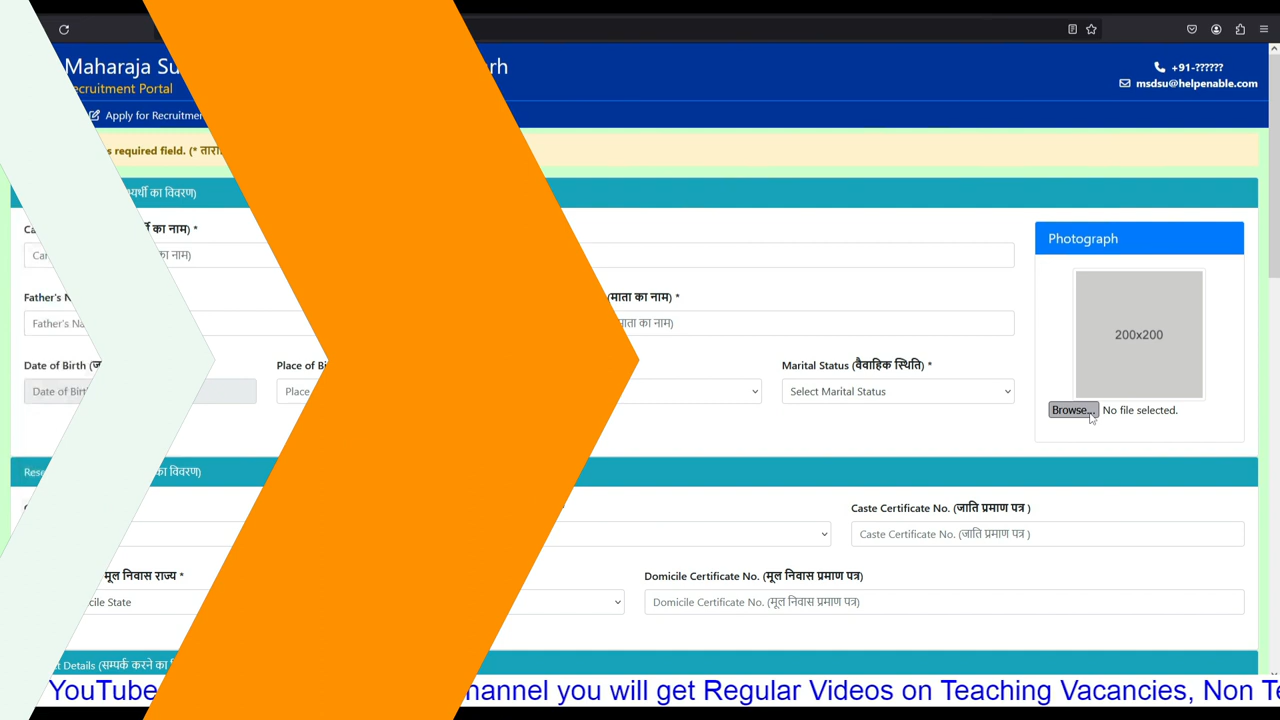 Maharaja Su rh
ecruitment Portal
+91-??????
msdsu@helpenable.com
Apply for Recruitmen
s required field. (* तारा
भ्यर्थी का विवरण)
Ca र्थी का नाम) *
Car का नाम)
Photograph
200x200
Browse... No file selected.
Father's N (माता का नाम) *
Father's Na माता का नाम)
Date of Birth (ज Place of Bi Marital Status (वैवाहिक स्थिति) *
Date of Birth Place Select Marital Status
Rese का विवरण)
Caste Certificate No. (जाति प्रमाण पत्र )
Caste Certificate No. (जाति प्रमाण पत्र )
मूल निवास राज्य * Domicile Certificate No. (मूल निवास प्रमाण पत्र)
cile State Domicile Certificate No. (मूल निवास प्रमाण पत्र)
t Details (सम्पर्क करने का
YouTube hannel you will get Regular Videos on Teaching Vacancies, Non Te